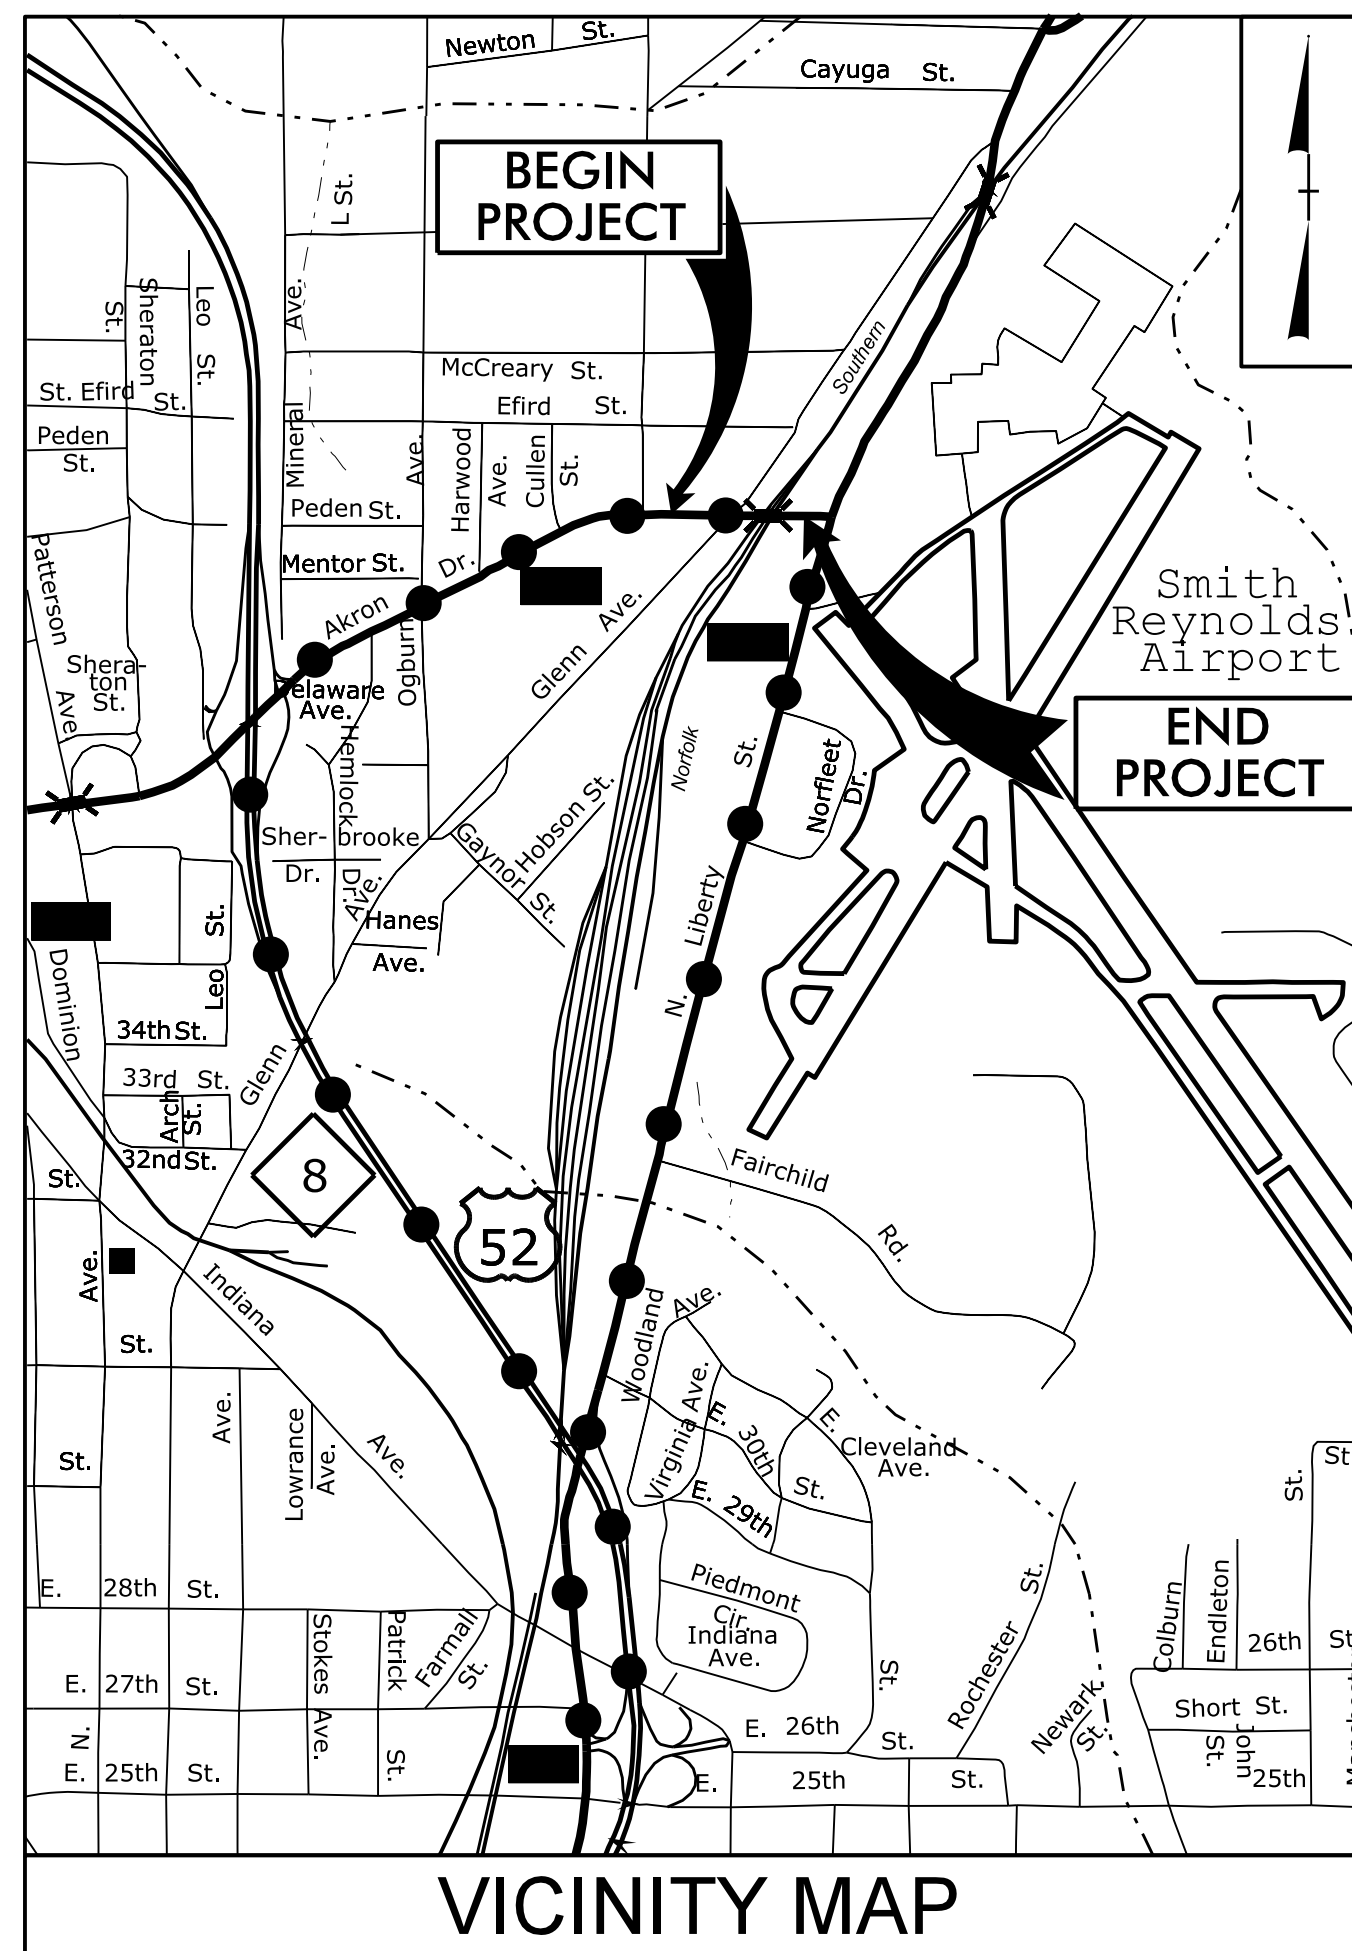 Newton St.
Cayuga St.
BEGIN
PROJECT
L St.
Sheraton
St.
Leo St.
Ave.
Mineral
McCreary St.
Efird St.
St. Efird St.
Peden
St.
Harwood
Ave.
Cullen
St.
Ave.
Ogburn
Peden St.
Mentor St.
Akron Dr.
Southern
Smith
Reynolds
Airport
END
PROJECT
Patterson
Ave.
Shera-
ton
St.
elaware
Ave.
Hemlock
Dr.
Glenn Ave.
Norfolk
N. Liberty St.
Norfleet
Dr.
Sher- brooke
Dr.
Ave.
Gaynor St.
Hobson St.
Hanes
Ave.
Leo St.
Dominion
34th St.
33rd St.
Arch
St.
32nd St.
Glenn
8
52
St.
Ave.
St.
Indiana Ave.
Fairchild Rd.
Woodland Ave.
Virginia Ave.
E. 30th St.
E.
E. 29th
Cleveland
Ave.
Ave.
Lowrance
Ave.
St.
E. 28th St.
Stokes Ave.
Patrick St.
Farmall
St.
E. 27th St.
N.
E. 25th St.
Piedmont
Cir.
Indiana
Ave.
St.
E. 26th St.
E. 25th St.
Rochester St.
Newark
St.
Colburn
Endleton
St.
St
26th St
Short St.
John
St.
25th
VICINITY MAP